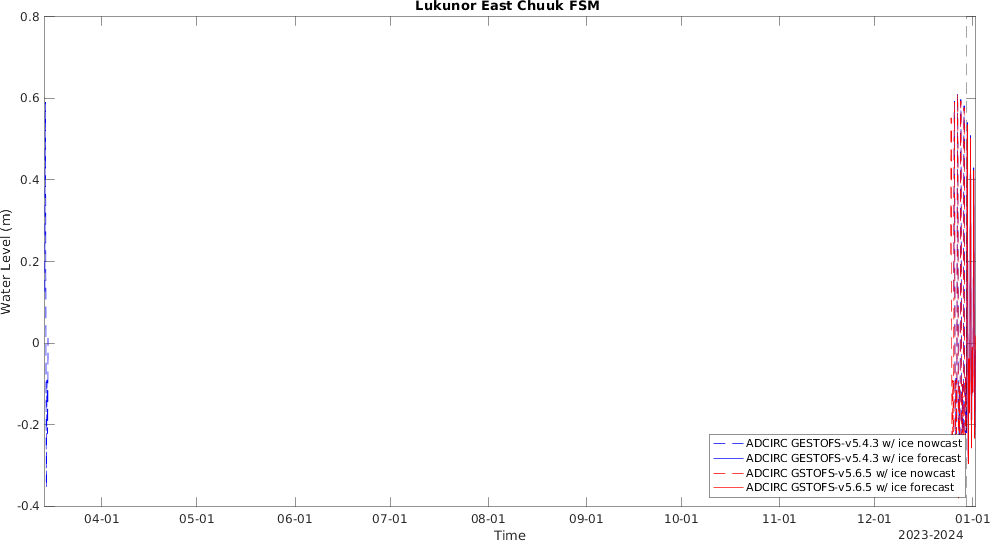 Lukunor East Chuuk FSM
0.8
0.6
0.4
0.2
0
-0.2
-0.4
Water Level (m)
ADCIRC GESTOFS-v5.4.3 w/ ice nowcast
ADCIRC GESTOFS-v5.4.3 w/ ice forecast
ADCIRC GSTOFS-v5.6.5 w/ ice nowcast
ADCIRC GSTOFS-v5.6.5 w/ ice forecast
04-01 05-01 06-01 07-01 08-01 09-01 10-01 11-01 12-01 01-01
Time
2023-2024